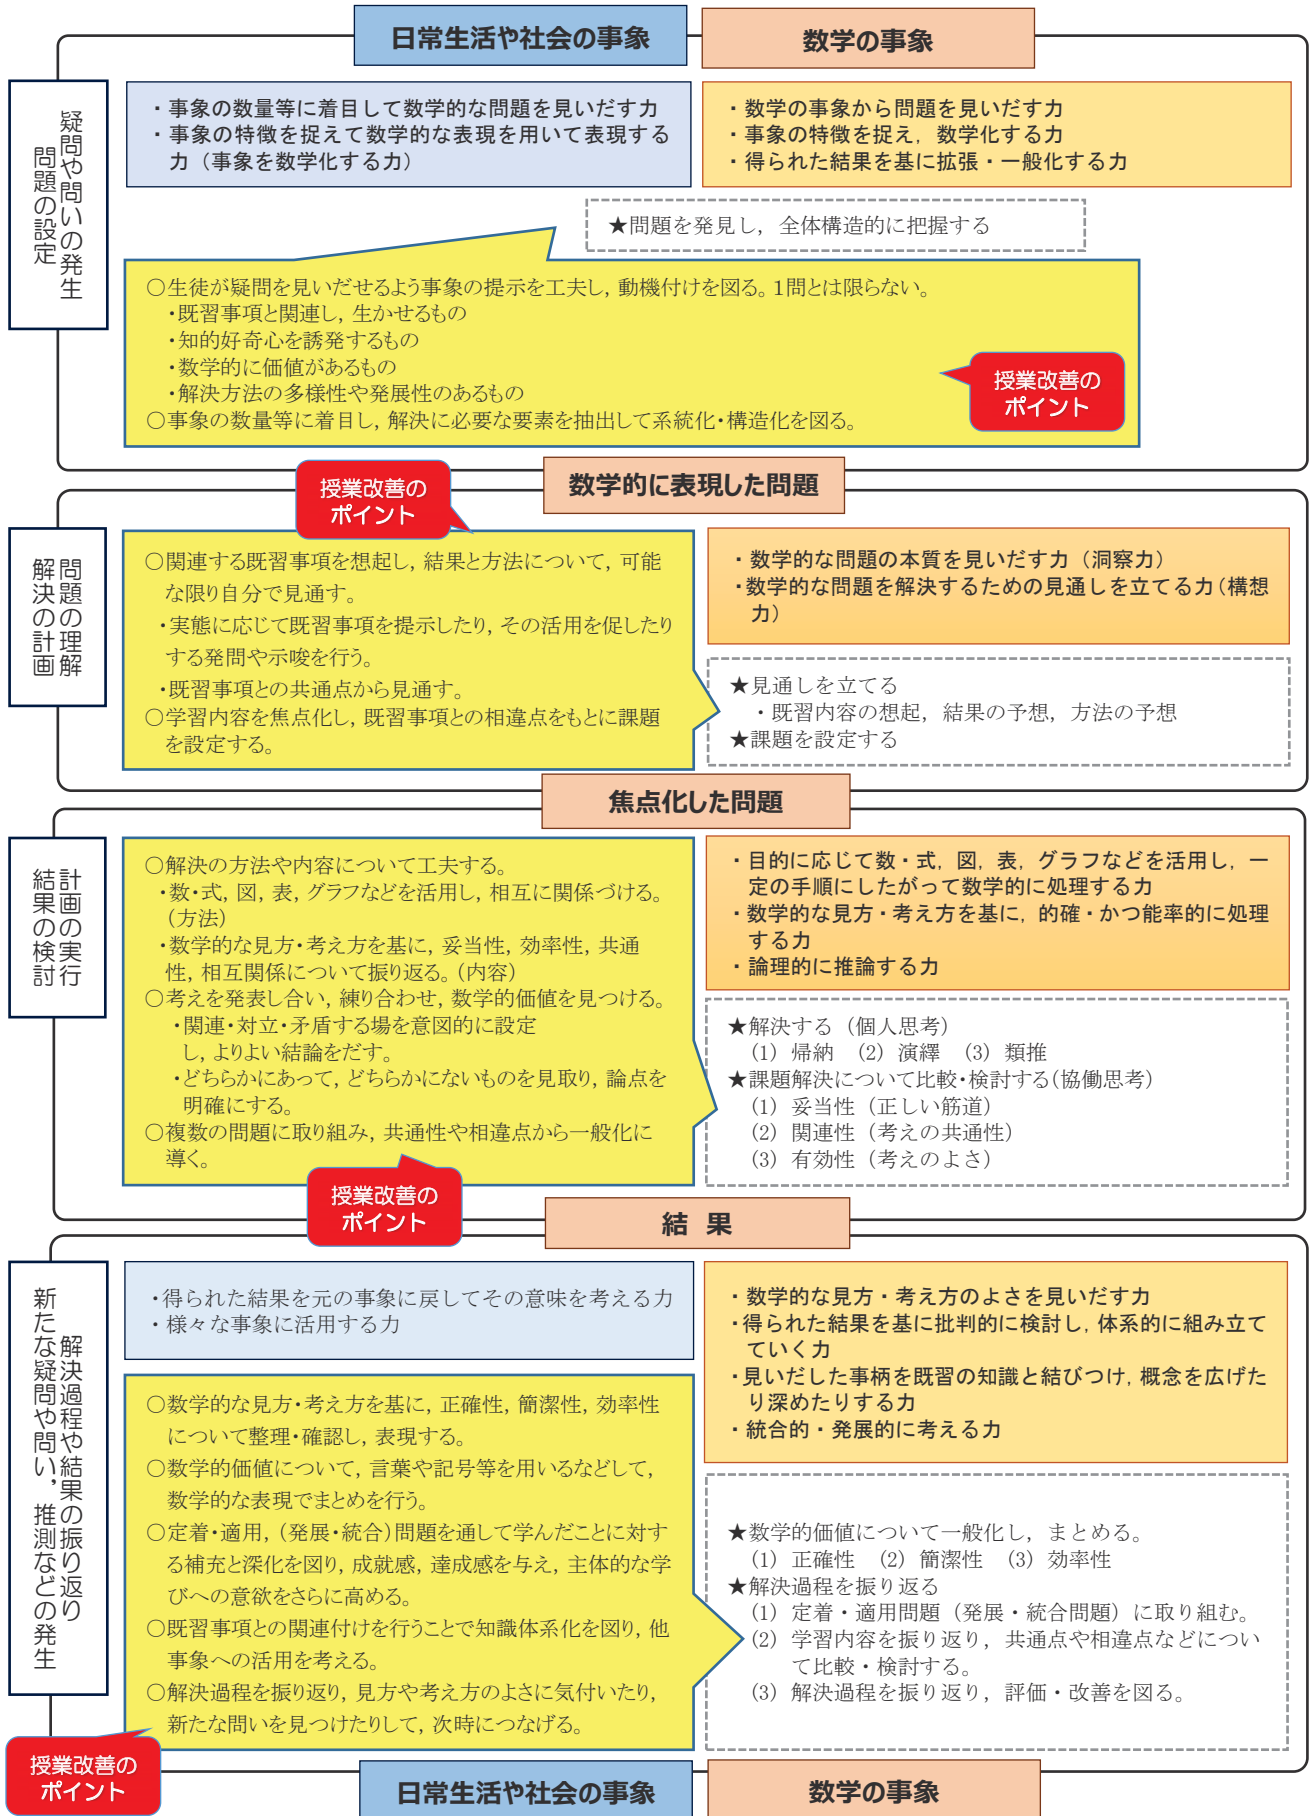 日常生活や社会の事象
数学の事象
疑問や問いの発生
問題の設定
・事象の数量等に着目して数学的な問題を見いだす力
・事象の特徴を捉えて数学的な表現を用いて表現する
力（事象を数学化する力）
・数学の事象から問題を見いだす力
・事象の特徴を捉え，数学化する力
・得られた結果を基に拡張・一般化する力
★問題を発見し，全体構造的に把握する
○生徒が疑問を見いだせるよう事象の提示を工夫し，動機付けを図る。1問とは限らない。
・既習事項と関連し，生かせるもの
・知的好奇心を誘発するもの
・数学的に価値があるもの
・解決方法の多様性や発展性のあるもの
○事象の数量等に着目し，解決に必要な要素を抽出して系統化・構造化を図る。
授業改善の
ポイント
数学的に表現した問題
授業改善の
ポイント
問題の理解
解決の計画
○関連する既習事項を想起し，結果と方法について，可能
な限り自分で見通す。
・実態に応じて既習事項を提示したり，その活用を促したり
する発問や示唆を行う。
・既習事項との共通点から見通す。
○学習内容を焦点化し，既習事項との相違点をもとに課題
を設定する。
・数学的な問題の本質を見いだす力（洞察力）
・数学的な問題を解決するための見通しを立てる力（構想
力）
★見通しを立てる
・既習内容の想起，結果の予想，方法の予想
★課題を設定する
焦点化した問題
計画の実行
結果の検討
○解決の方法や内容について工夫する。
・数・式，図，表，グラフなどを活用し，相互に関係づける。
（方法）
・数学的な見方・考え方を基に，妥当性，効率性，共通
性，相互関係について振り返る。（内容）
○考えを発表し合い，練り合わせ，数学的価値を見つける。
・関連・対立・矛盾する場を意図的に設定
し，よりよい結論をだす。
・どちらかにあって，どちらかにないものを見取り，論点を
明確にする。
○複数の問題に取り組み，共通性や相違点から一般化に
導く。
・目的に応じて数・式，図，表，グラフなどを活用し，一
定の手順にしたがって数学的に処理する力
・数学的な見方・考え方を基に，的確・かつ能率的に処理
する力
・論理的に推論する力
★解決する（個人思考）
（1）帰納　（2）演繹　（3）類推
★課題解決について比較・検討する（協働思考）
（1）妥当性（正しい筋道）
（2）関連性（考えの共通性）
（3）有効性（考えのよさ）
授業改善の
ポイント
結 果
解決過程や結果の振り返り
新たな疑問や問い，推測などの発生
・得られた結果を元の事象に戻してその意味を考える力
・様々な事象に活用する力
○数学的な見方・考え方を基に，正確性，簡潔性，効率性
について整理・確認し，表現する。
○数学的価値について，言葉や記号等を用いるなどして，
数学的な表現でまとめを行う。
○定着・適用，（発展・統合）問題を通して学んだことに対す
る補充と深化を図り，成就感，達成感を与え，主体的な学
びへの意欲をさらに高める。
○既習事項との関連付けを行うことで知識体系化を図り，他
事象への活用を考える。
○解決過程を振り返り，見方や考え方のよさに気付いたり，
新たな問いを見つけたりして，次時につなげる。
・数学的な見方・考え方のよさを見いだす力
・得られた結果を基に批判的に検討し，体系的に組み立て
ていく力
・見いだした事柄を既習の知識と結びつけ，概念を広げた
り深めたりする力
・統合的・発展的に考える力
★数学的価値について一般化し，まとめる。
（1）正確性　（2）簡潔性　（3）効率性
★解決過程を振り返る
（1）定着・適用問題（発展・統合問題）に取り組む。
（2）学習内容を振り返り，共通点や相違点などについ
て比較・検討する。
（3）解決過程を振り返り，評価・改善を図る。
授業改善の
ポイント
日常生活や社会の事象
数学の事象